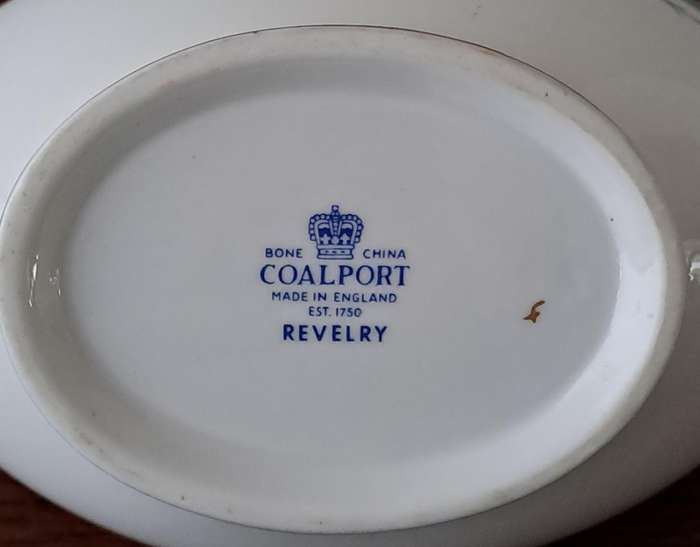 BONE CHINA
COALPORT
MADE IN ENGLAND
EST. 1750
REVELRY